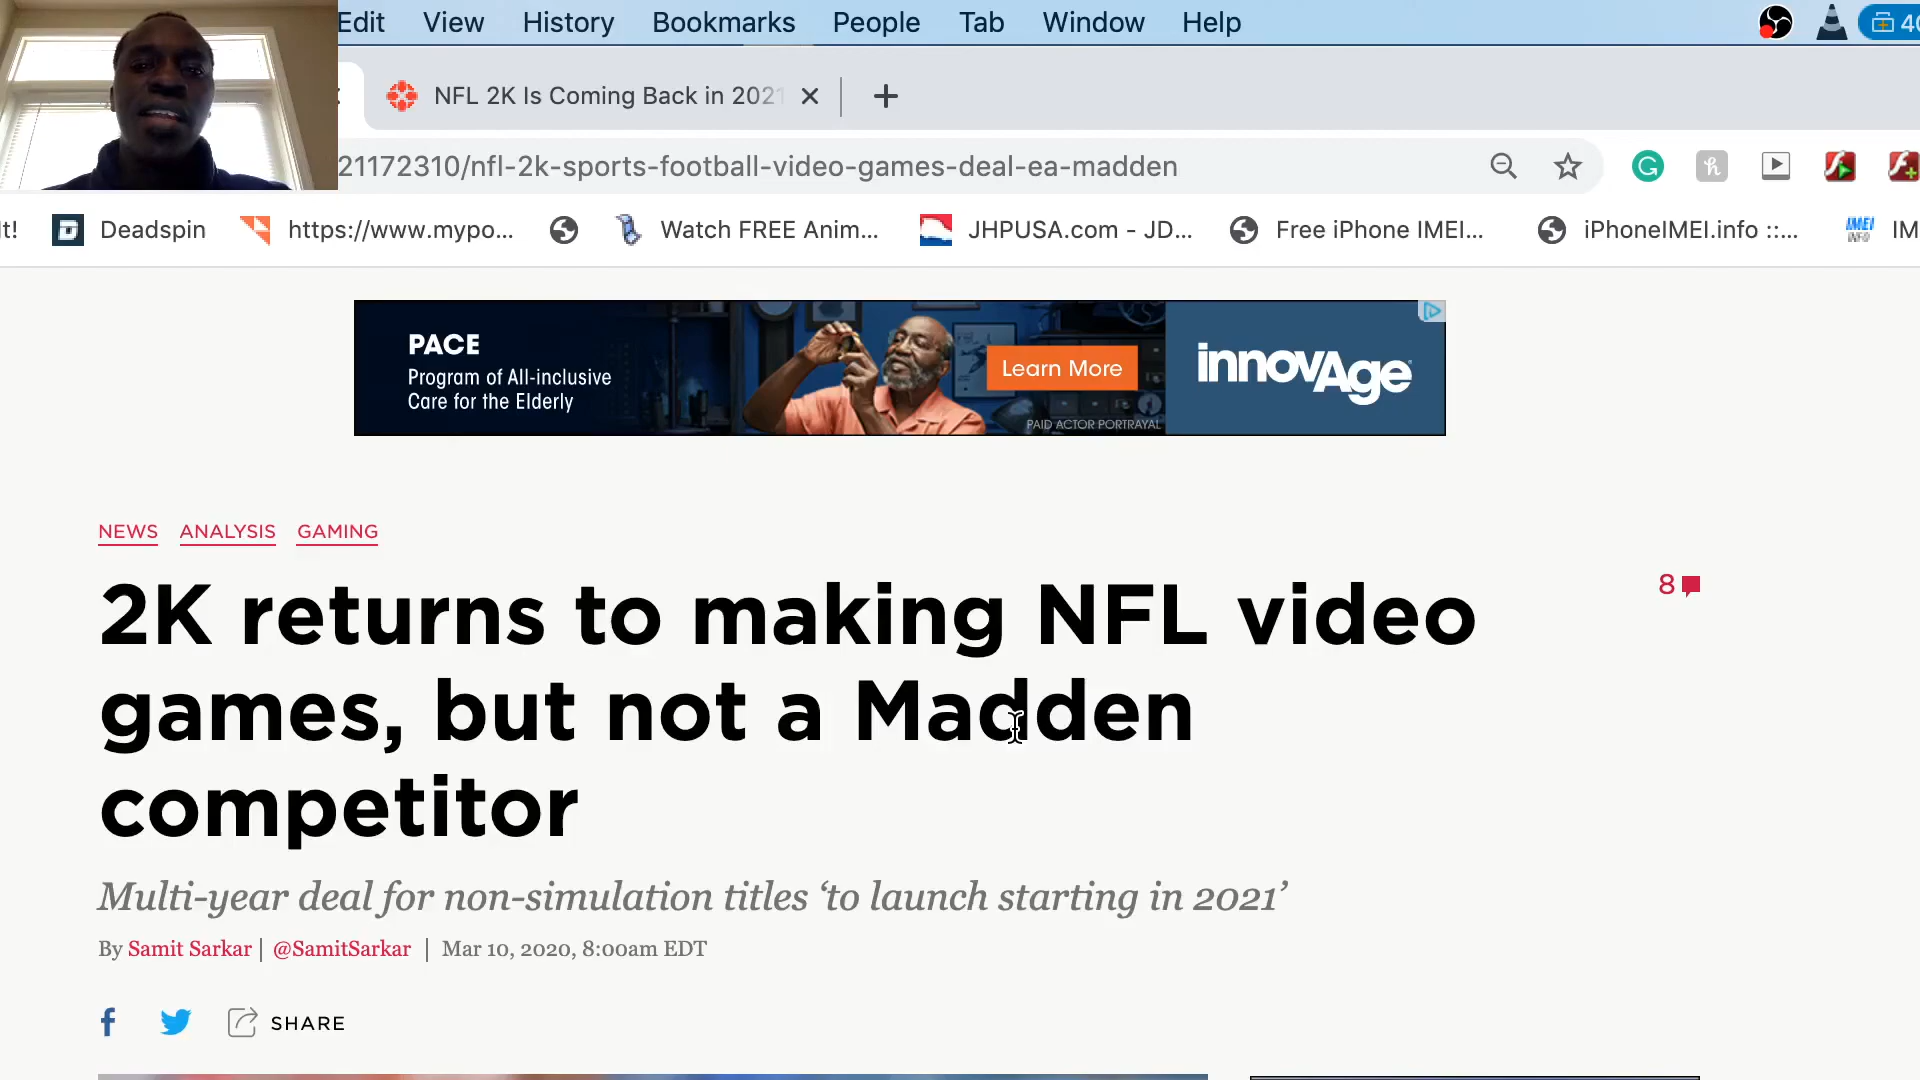 Edit View History Bookmarks People Tab Window Help
NFL 2K Is Coming Back in 2021
21172310/nfl-2k-sports-football-video-games-deal-ea-madden
t! Deadspin https://www.mypo... Watch FREE Anim... JHPUSA.com - JD... Free iPhone IMEI... iPhoneIMEI.info ::... IMEI INFO IM
PACE
Program of All-inclusive
Care for the Elderly
Learn More
innovAge
PAID ACTOR PORTRAYAL
NEWS ANALYSIS GAMING
2K returns to making NFL video
games, but not a Madden
competitor
8
Multi-year deal for non-simulation titles ‘to launch starting in 2021’
By Samit Sarkar | @SamitSarkar | Mar 10, 2020, 8:00am EDT
SHARE